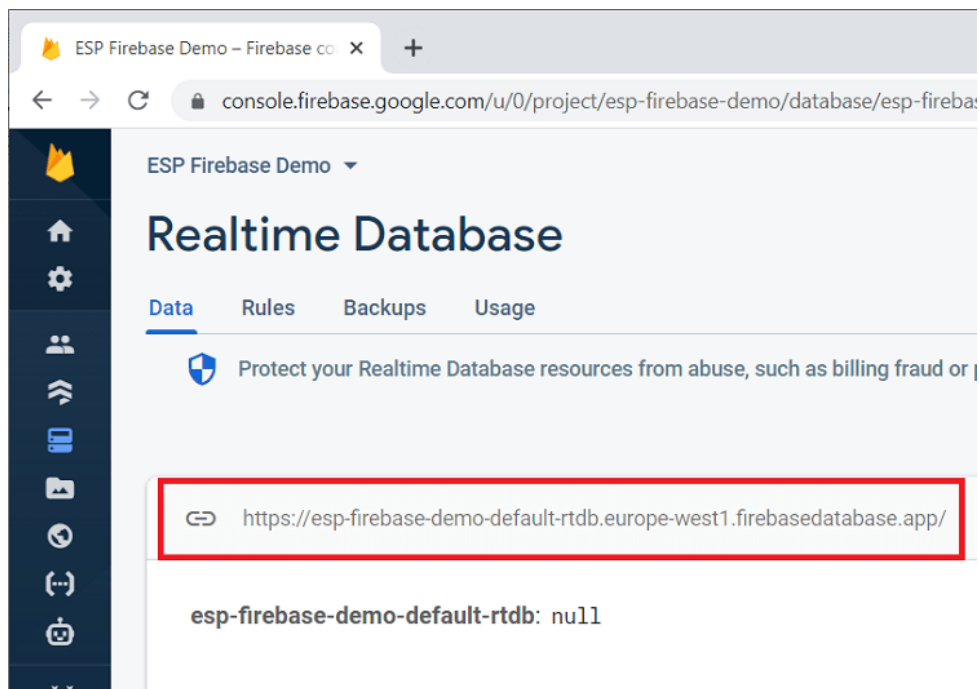 ESP Firebase Demo – Firebase co
console.firebase.google.com/u/0/project/esp-firebase-demo/database/esp-firebas
ESP Firebase Demo
Realtime Database
Data Rules Backups Usage
Protect your Realtime Database resources from abuse, such as billing fraud or
https://esp-firebase-demo-default-rtdb.europe-west1.firebasedatabase.app/
esp-firebase-demo-default-rtdb: null